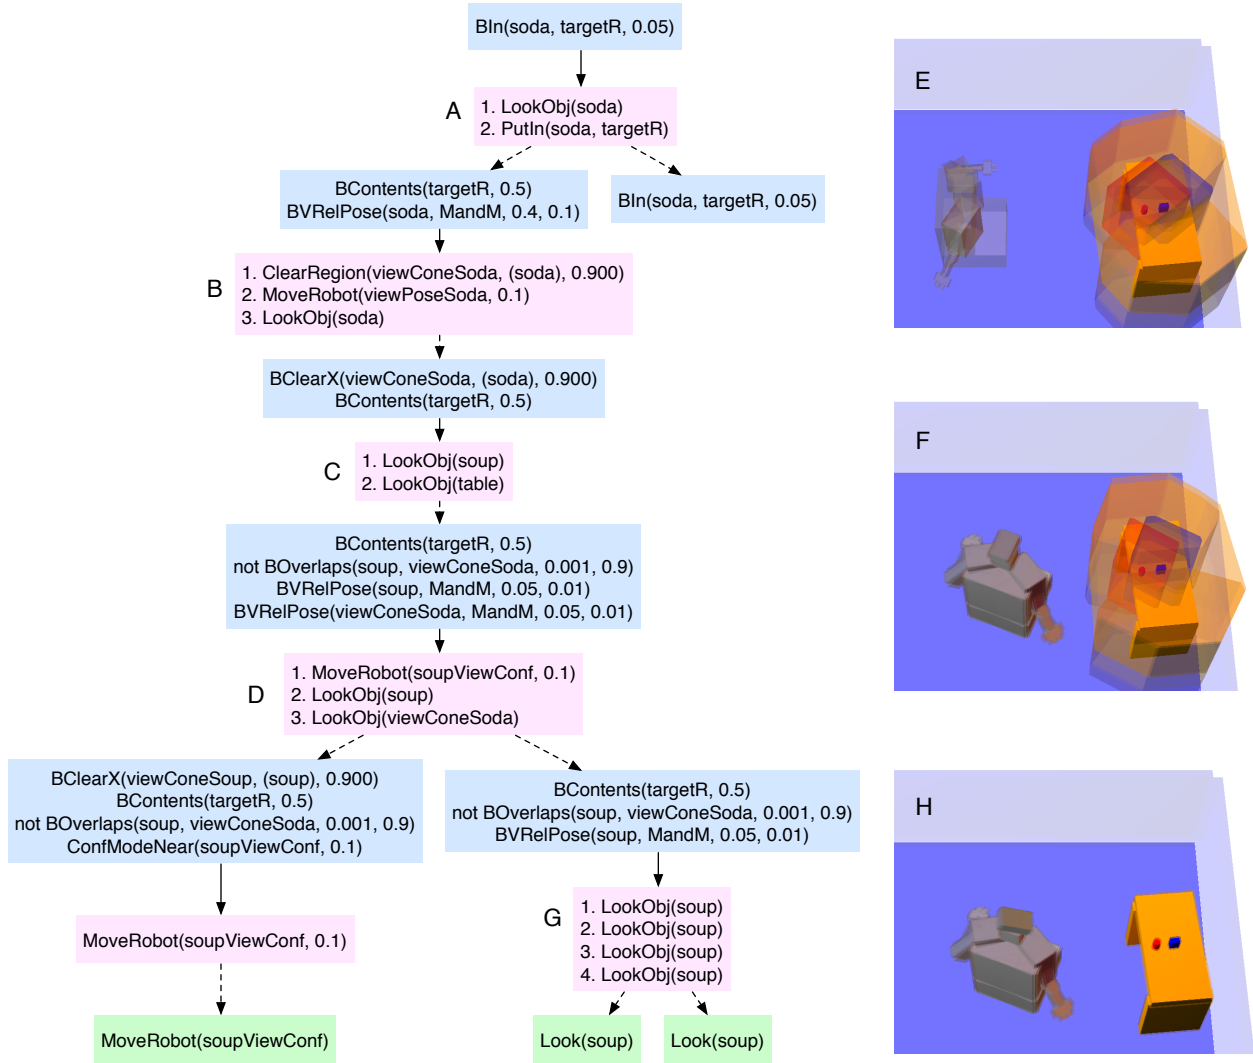 BIn(soda, targetR, 0.05)
A
1. LookObj(soda)
2. PutIn(soda, targetR)
BContents(targetR, 0.5)
BVRelPose(soda, MandM, 0.4, 0.1)
BIn(soda, targetR, 0.05)
B
1. ClearRegion(viewConeSoda, (soda), 0.900)
2. MoveRobot(viewPoseSoda, 0.1)
3. LookObj(soda)
BClearX(viewConeSoda, (soda), 0.900)
BContents(targetR, 0.5)
C
1. LookObj(soup)
2. LookObj(table)
BContents(targetR, 0.5)
not BOverlaps(soup, viewConeSoda, 0.001, 0.9)
BVRelPose(soup, MandM, 0.05, 0.01)
BVRelPose(viewConeSoda, MandM, 0.05, 0.01)
D
1. MoveRobot(soupViewConf, 0.1)
2. LookObj(soup)
3. LookObj(viewConeSoda)
BClearX(viewConeSoup, (soup), 0.900)
BContents(targetR, 0.5)
not BOverlaps(soup, viewConeSoda, 0.001, 0.9)
ConfModeNear(soupViewConf, 0.1)
BContents(targetR, 0.5)
not BOverlaps(soup, viewConeSoda, 0.001, 0.9)
BVRelPose(soup, MandM, 0.05, 0.01)
MoveRobot(soupViewConf, 0.1)
G
1. LookObj(soup)
2. LookObj(soup)
3. LookObj(soup)
4. LookObj(soup)
MoveRobot(soupViewConf)
Look(soup)
Look(soup)
E
F
H